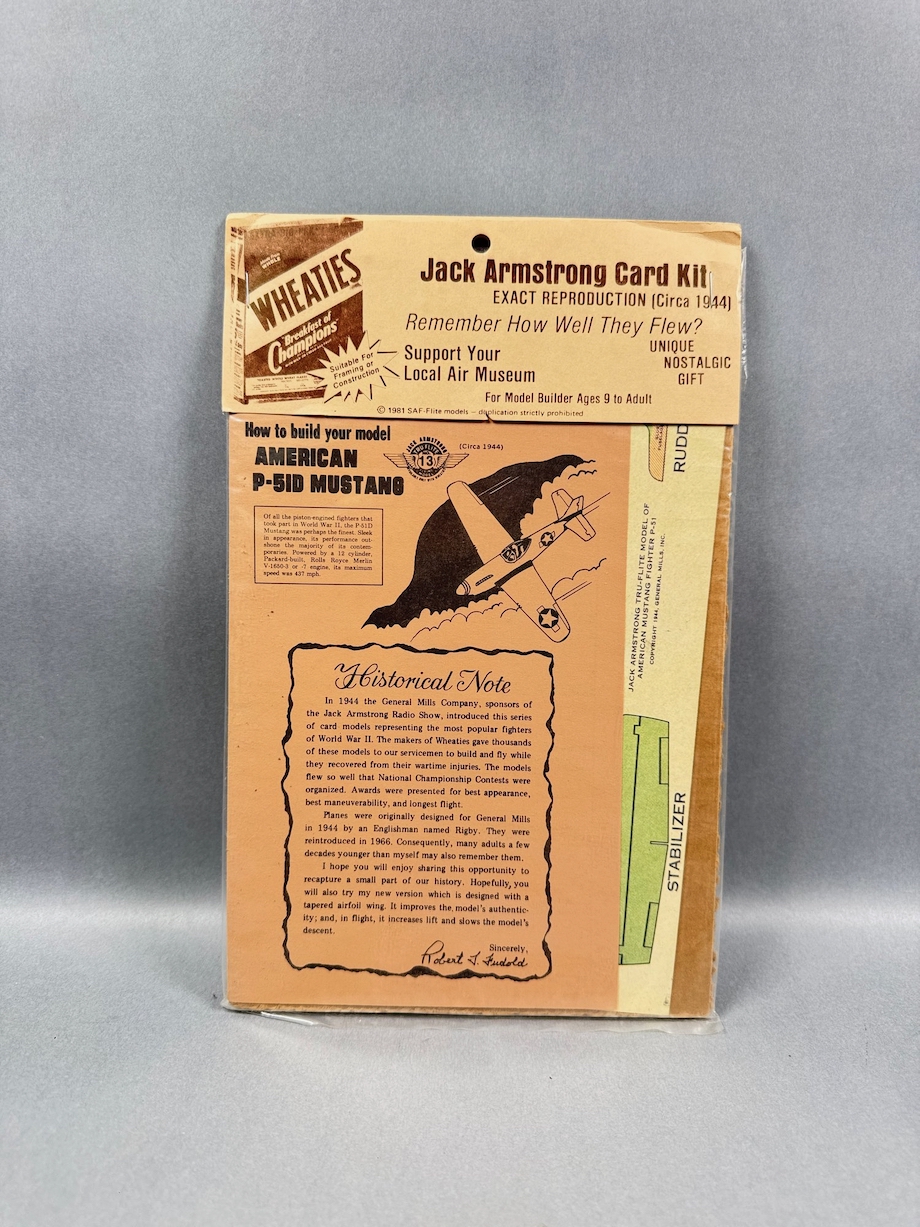 WHEATIES
"Breakfast of
Champions"
Suitable For
Framing or
Construction
Jack Armstrong Card Kit
EXACT REPRODUCTION (Circa 1944)
Remember How Well They Flew?
UNIQUE
NOSTALGIC
GIFT
Support Your
Local Air Museum
For Model Builder Ages 9 to Adult
© 1981 SAF-Flite models – duplication strictly prohibited
How to build your model
AMERICAN
P-51D MUSTANG
JACK ARMSTRONG
TRU-FLITE
13
(Circa 1944)
Of all the piston-engined fighters that
took part in World War II, the P-51D
Mustang was perhaps the finest. Sleek
in appearance, its performance out-
shone the majority of its contem-
poraries. Powered by a 12 cylinder,
Packard-built, Rolls Royce Merlin
V-1650-3 or -7 engine, its maximum
speed was 437 mph.
Historical Note
In 1944 the General Mills Company, sponsors of
the Jack Armstrong Radio Show, introduced this series
of card models representing the most popular fighters
of World War II. The makers of Wheaties gave thousands
of these models to our servicemen to build and fly while
they recovered from their wartime injuries. The models
flew so well that National Championship Contests were
organized. Awards were presented for best appearance,
best maneuverability, and longest flight.
Planes were originally designed for General Mills
in 1944 by an Englishman named Rigby. They were
reintroduced in 1966. Consequently, many adults a few
decades younger than myself may also remember them.
I hope you will enjoy sharing this opportunity to
recapture a small part of our history. Hopefully, you
will also try my new version which is designed with a
tapered airfoil wing. It improves the model's authentic-
ity; and, in flight, it increases lift and slows the model's
descent.
Sincerely,
Robert J. Fudold
RUDD
JACK ARMSTRONG TRU-FLITE MODEL OF
AMERICAN MUSTANG FIGHTER P-51
COPYRIGHT 1944, GENERAL MILLS, INC.
STABILIZER